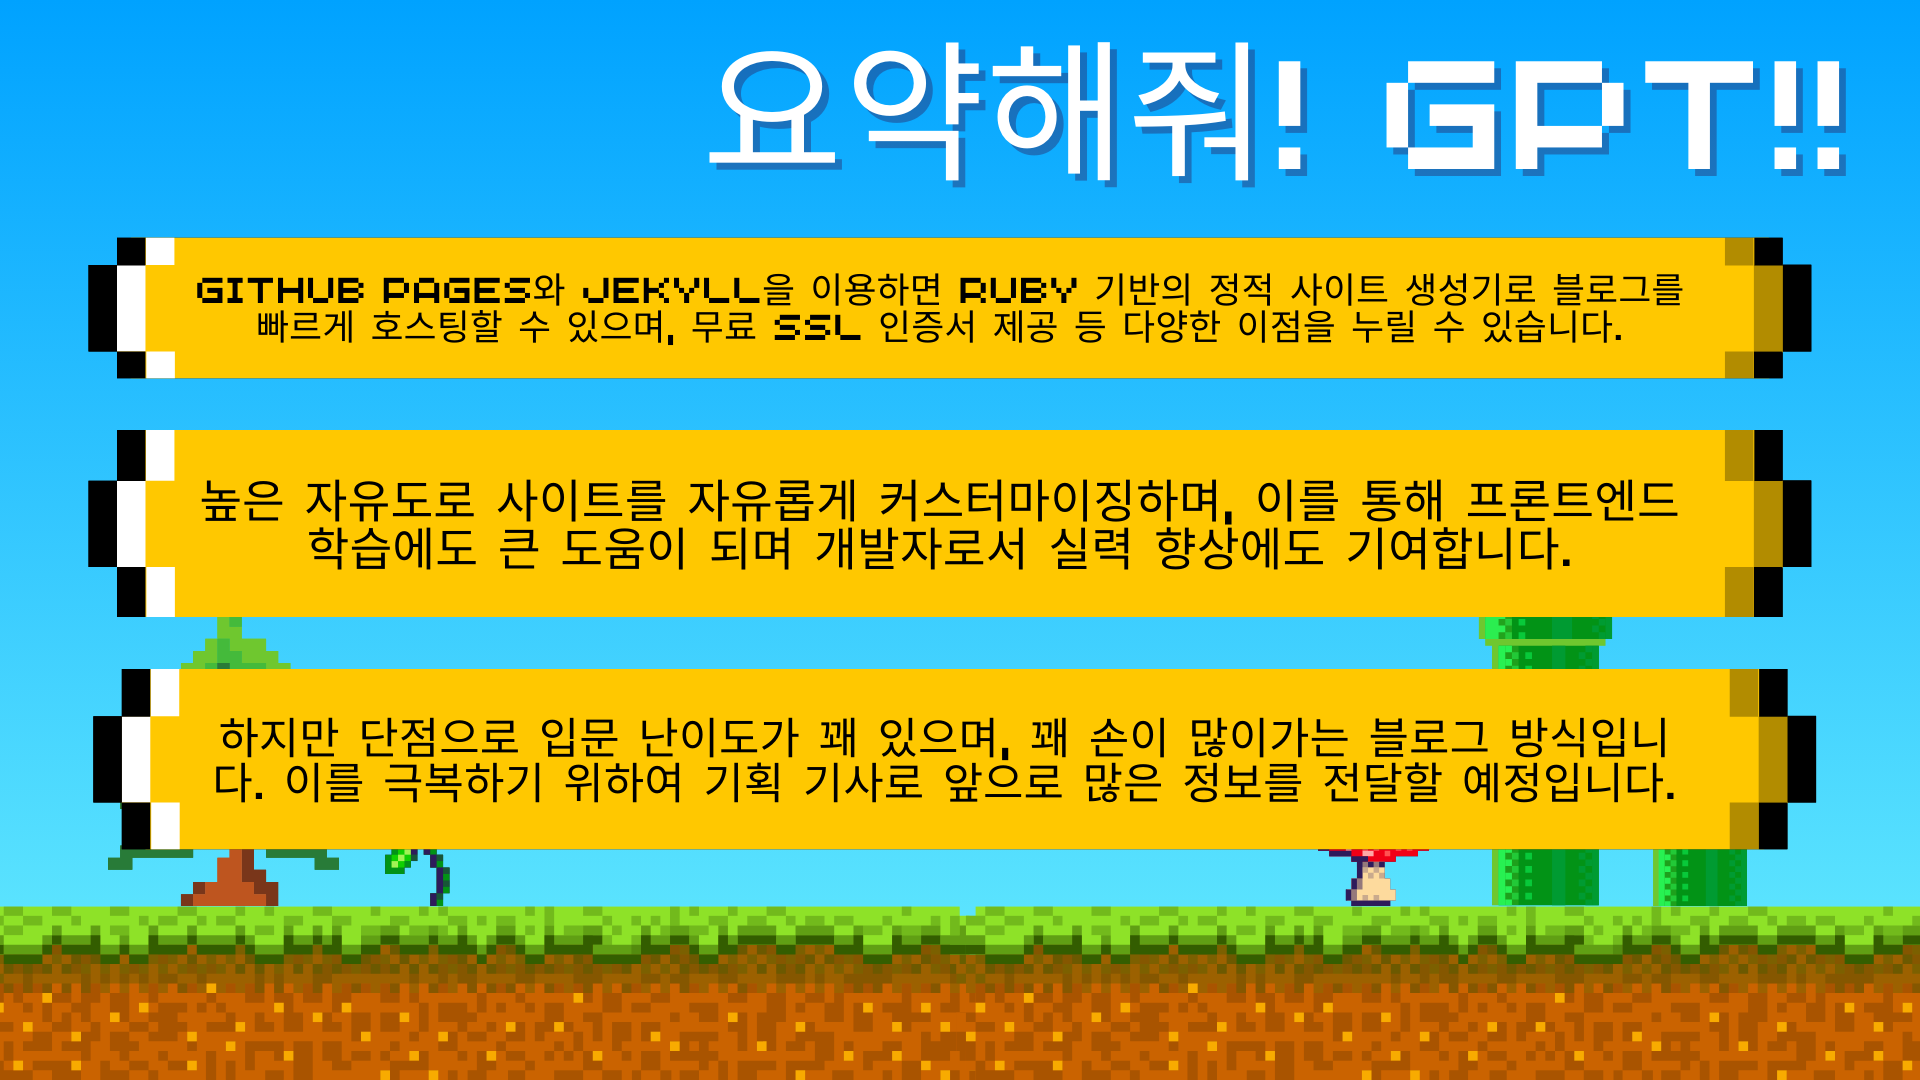 요약해줘! GPT!!
GITHUB PAGES와 JEKYLL을 이용하면 RUBY 기반의 정적 사이트 생성기로 블로그를
빠르게 호스팅할 수 있으며, 무료 SSL 인증서 제공 등 다양한 이점을 누릴 수 있습니다.
높은 자유도로 사이트를 자유롭게 커스터마이징하며, 이를 통해 프론트엔드
학습에도 큰 도움이 되며 개발자로서 실력 향상에도 기여합니다.
하지만 단점으로 입문 난이도가 꽤 있으며, 꽤 손이 많이가는 블로그 방식입니
다. 이를 극복하기 위하여 기획 기사로 앞으로 많은 정보를 전달할 예정입니다.